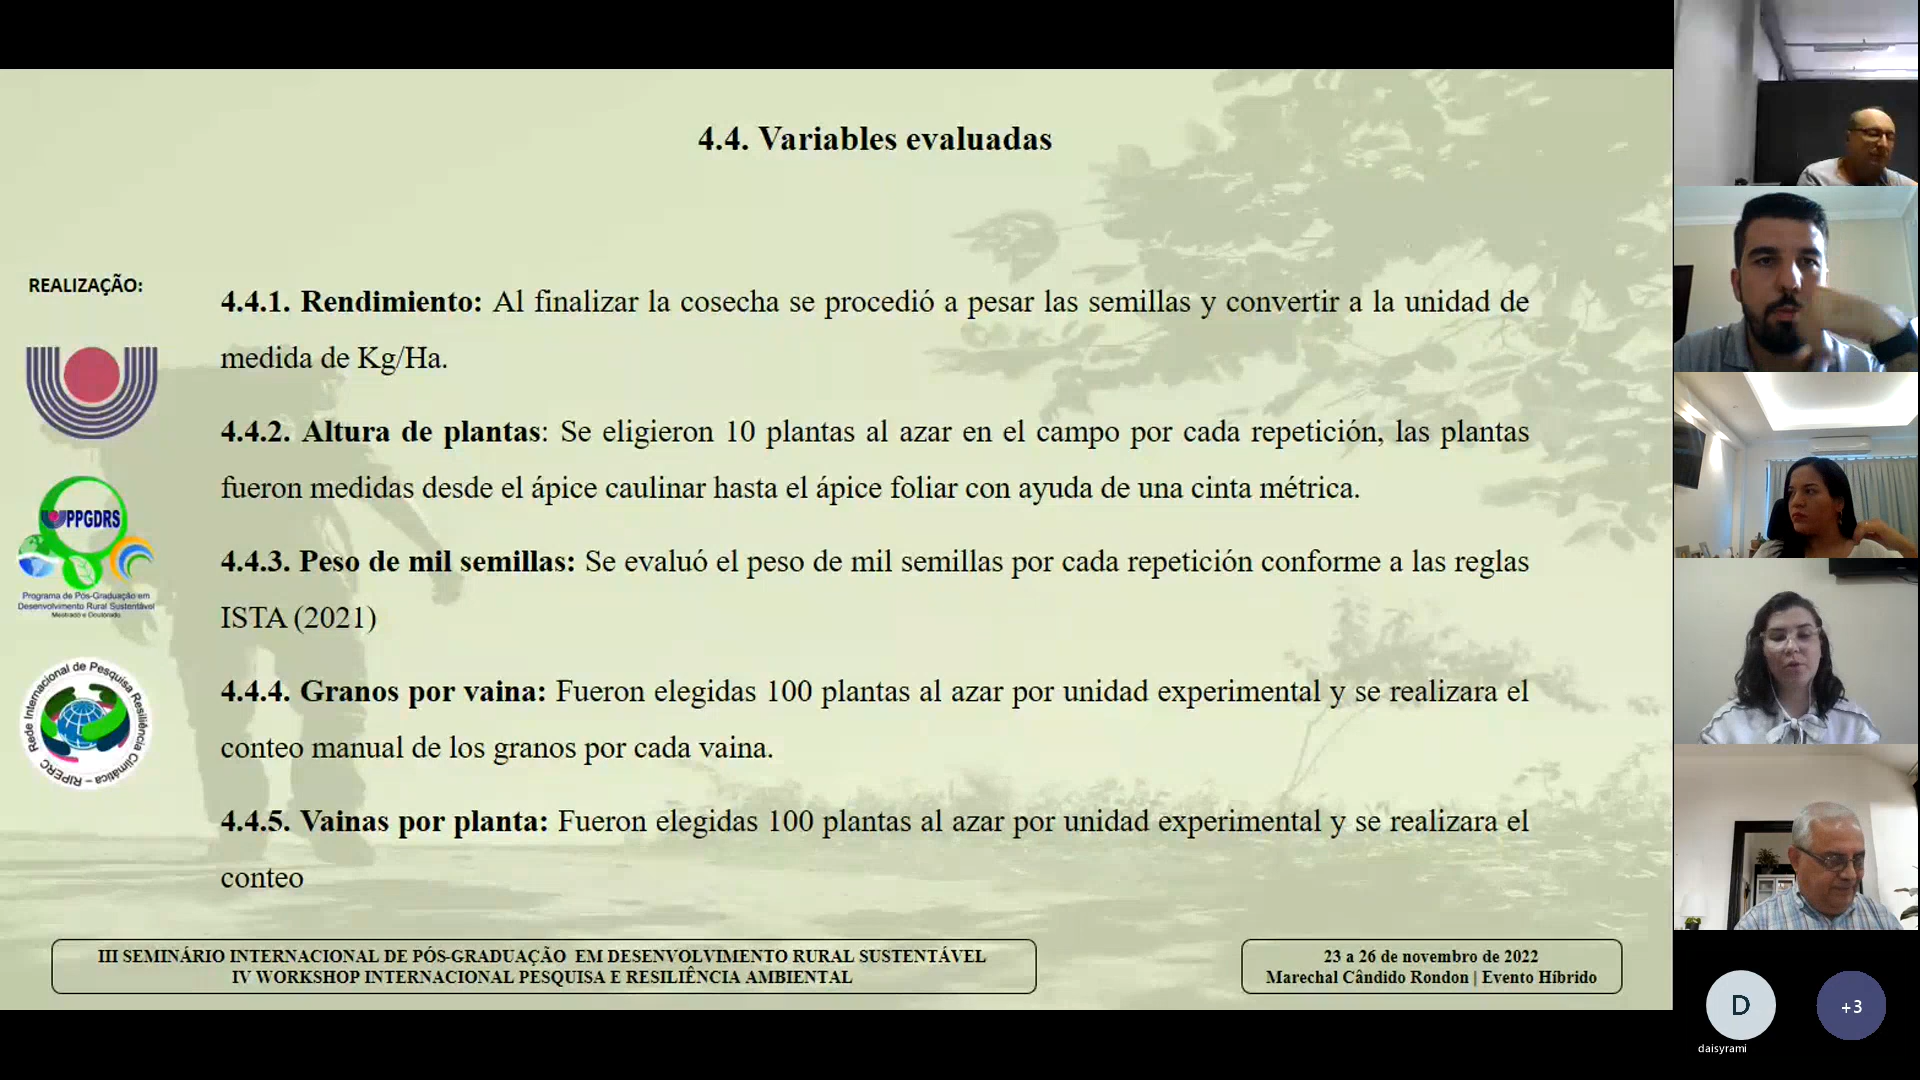 4.4. Variables evaluadas
REALIZAÇÃO:
4.4.1. Rendimiento: Al finalizar la cosecha se procedió a pesar las semillas y convertir a la unidad de
medida de Kg/Ha.
4.4.2. Altura de plantas: Se eligieron 10 plantas al azar en el campo por cada repetición, las plantas
fueron medidas desde el ápice caulinar hasta el ápice foliar con ayuda de una cinta métrica.
4.4.3. Peso de mil semillas: Se evaluó el peso de mil semillas por cada repetición conforme a las reglas
ISTA (2021)
4.4.4. Granos por vaina: Fueron elegidas 100 plantas al azar por unidad experimental y se realizara el
conteo manual de los granos por cada vaina.
4.4.5. Vainas por planta: Fueron elegidas 100 plantas al azar por unidad experimental y se realizara el
conteo
PPGDRS
Programa de Pós-Graduação em
Desenvolvimento Rural Sustentável
Mestrado e Doutorado
Rede Internacional de Pesquisa Resiliência Climática – RIPERC
III SEMINÁRIO INTERNACIONAL DE PÓS-GRADUAÇÃO EM DESENVOLVIMENTO RURAL SUSTENTÁVEL
IV WORKSHOP INTERNACIONAL PESQUISA E RESILIÊNCIA AMBIENTAL
23 a 26 de novembro de 2022
Marechal Cândido Rondon | Evento Híbrido
D
+3
daisyrami